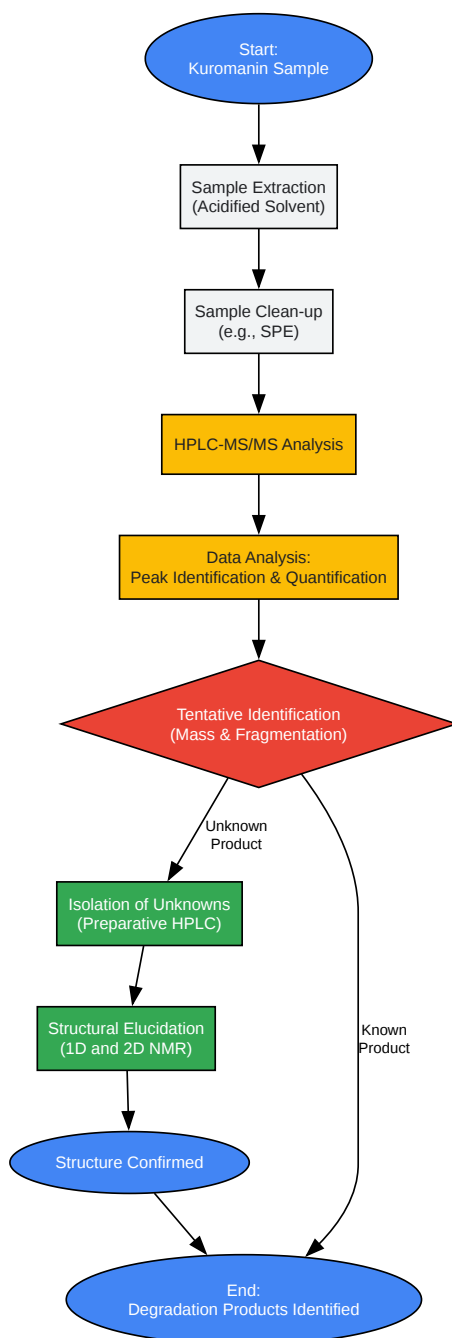 Start:
Kuromanin Sample
Sample Extraction
(Acidified Solvent)
Sample Clean-up
(e.g., SPE)
HPLC-MS/MS Analysis
Data Analysis:
Peak Identification & Quantification
Tentative Identification
(Mass & Fragmentation)
Unknown
Product
Isolation of Unknowns
(Preparative HPLC)
Structural Elucidation
(1D and 2D NMR)
Known
Product
Structure Confirmed
End:
Degradation Products Identified